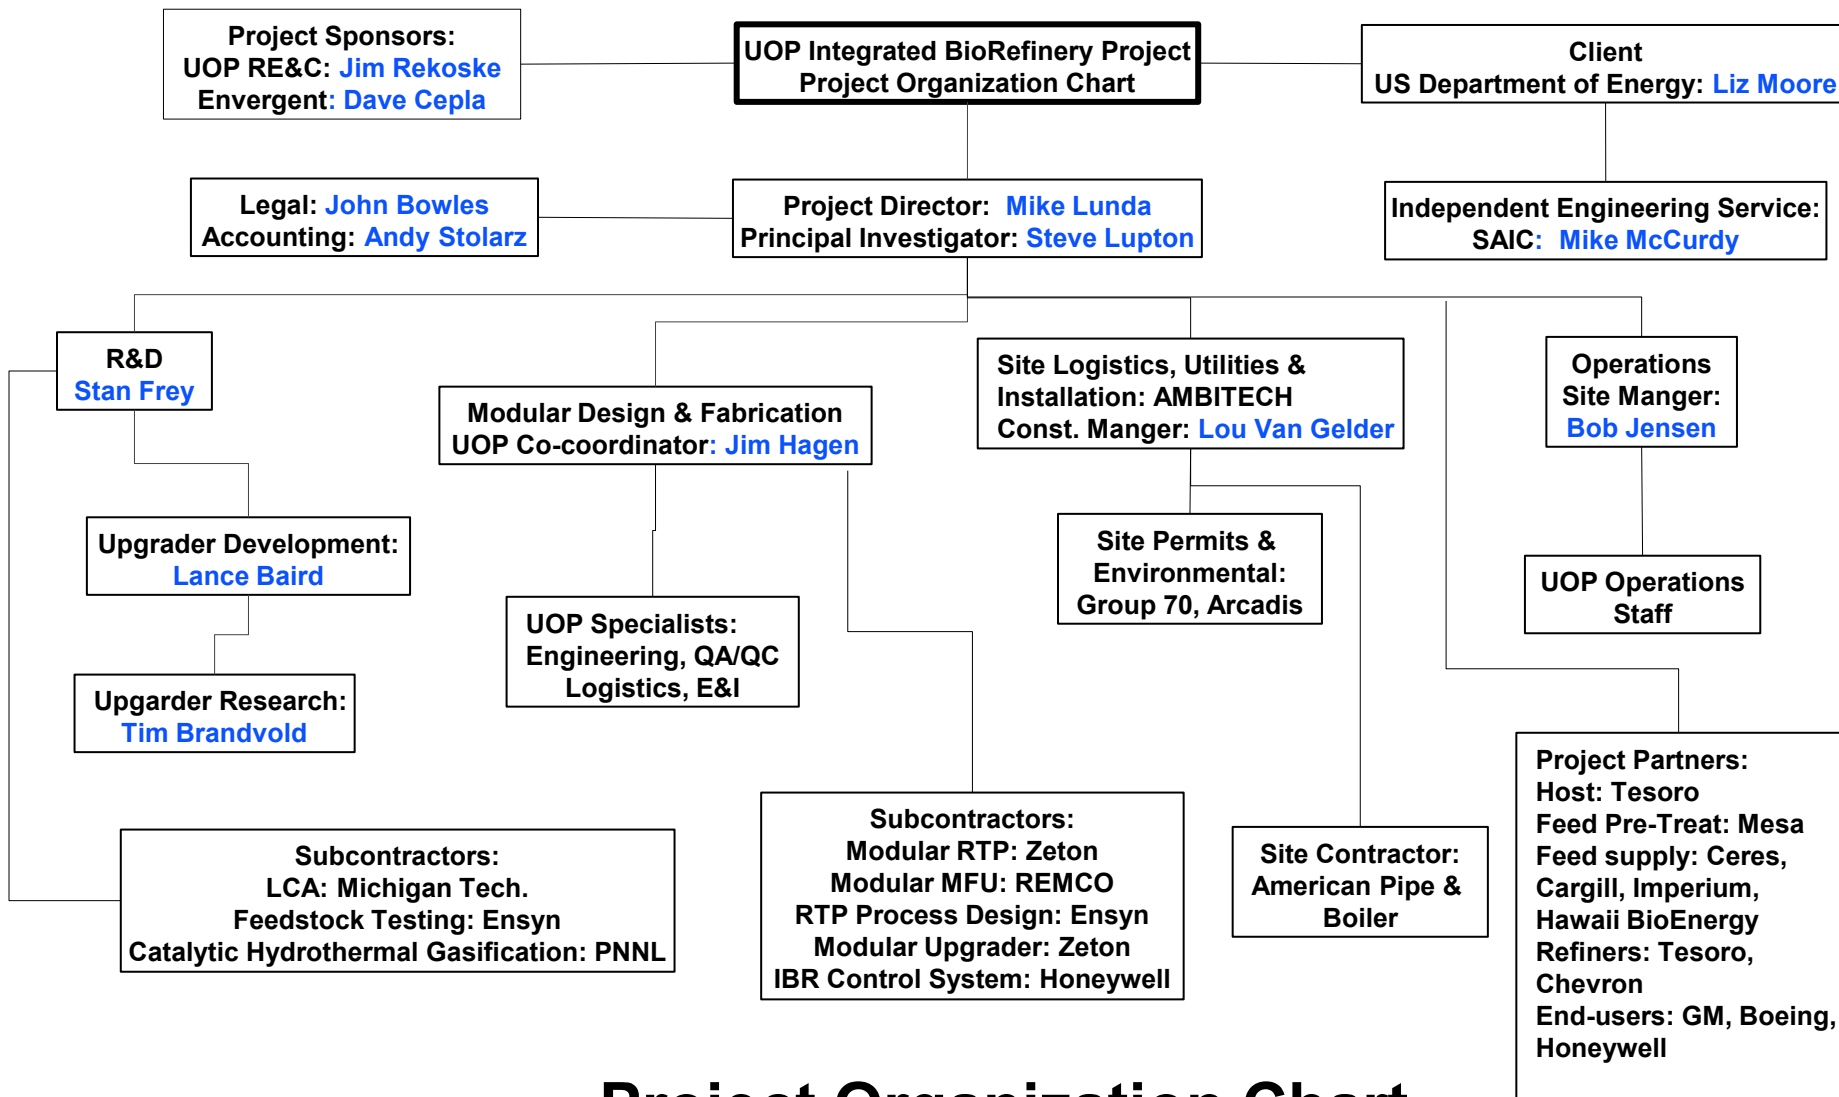 Project Sponsors:
UOP RE&C: Jim Rekoske
Envergent: Dave Cepla
UOP Integrated BioRefinery Project
Project Organization Chart
Client
US Department of Energy: Liz Moore
Legal: John Bowles
Accounting: Andy Stolarz
Project Director: Mike Lunda
Principal Investigator: Steve Lupton
Independent Engineering Service:
SAIC: Mike McCurdy
R&D
Stan Frey
Modular Design & Fabrication
UOP Co-coordinator: Jim Hagen
Site Logistics, Utilities &
Installation: AMBITECH
Const. Manger: Lou Van Gelder
Operations
Site Manger:
Bob Jensen
Upgrader Development:
Lance Baird
UOP Specialists:
Engineering, QA/QC
Logistics, E&I
Site Permits &
Environmental:
Group 70, Arcadis
UOP Operations
Staff
Upgarder Research:
Tim Brandvold
Subcontractors:
LCA: Michigan Tech.
Feedstock Testing: Ensyn
Catalytic Hydrothermal Gasification: PNNL
Subcontractors:
Modular RTP: Zeton
Modular MFU: REMCO
RTP Process Design: Ensyn
Modular Upgrader: Zeton
IBR Control System: Honeywell
Site Contractor:
American Pipe &
Boiler
Project Partners:
Host: Tesoro
Feed Pre-Treat: Mesa
Feed supply: Ceres,
Cargill, Imperium,
Hawaii BioEnergy
Refiners: Tesoro,
Chevron
End-users: GM, Boeing,
Honeywell
Project Organization Chart